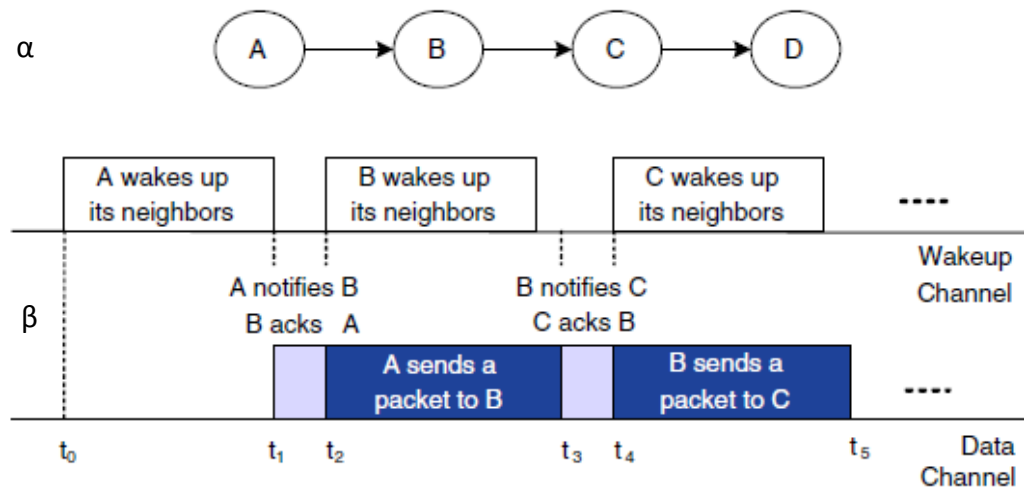 α
A B C D
A wakes up
its neighbors
B wakes up
its neighbors
C wakes up
its neighbors
Wakeup
Channel
A notifies B
B acks A
B notifies C
C acks B
β
A sends a
packet to B
B sends a
packet to C
t₀ t₁ t₂ t₃ t₄ t₅
Data
Channel